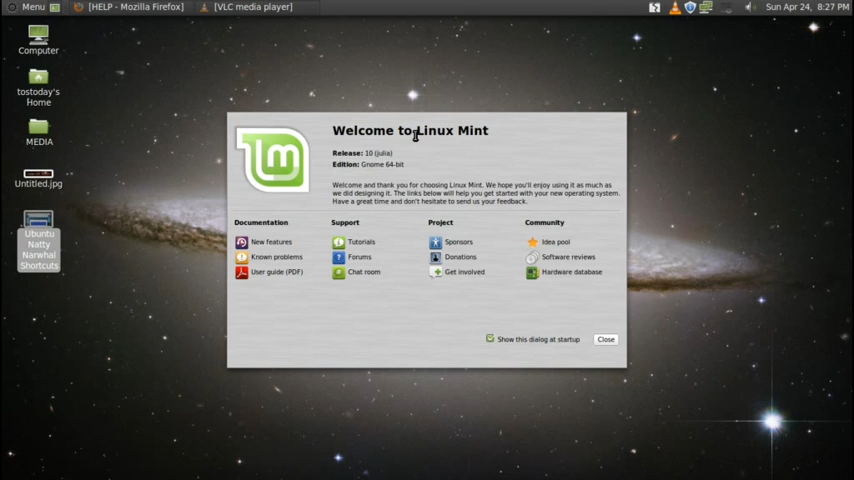 Menu
[HELP - Mozilla Firefox]
[VLC media player]
Sun Apr 24, 8:27 PM
Computer
tostoday's
Home
MEDIA
Untitled.jpg
Ubuntu
Natty
Narwhal
Shortcuts
Welcome to Linux Mint
Release: 10 (julia)
Edition: Gnome 64-bit
Welcome and thank you for choosing Linux Mint. We hope you'll enjoy using it as much as
we did designing it. The links below will help you get started with your new operating system.
Have a great time and don't hesitate to send us your feedback.
Documentation
New features
Known problems
User guide (PDF)
Support
Tutorials
Forums
Chat room
Project
Sponsors
Donations
Get involved
Community
Idea pool
Software reviews
Hardware database
Show this dialog at startup
Close